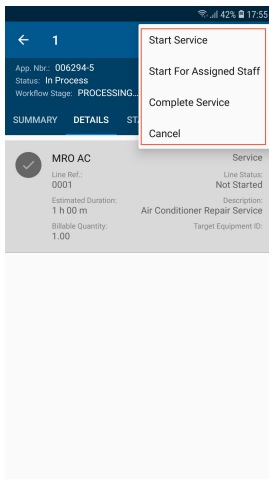 42% 17:55
1
App. Nbr.: 006294-5
Status: In Process
Workflow Stage: PROCESSING...
Start Service
Start For Assigned Staff
Complete Service
Cancel
SUMMARY DETAILS ST
MRO AC Service
Line Ref.: Line Status:
0001 Not Started
Estimated Duration: Description:
1 h 00 m Air Conditioner Repair Service
Billable Quantity: Target Equipment ID:
1.00